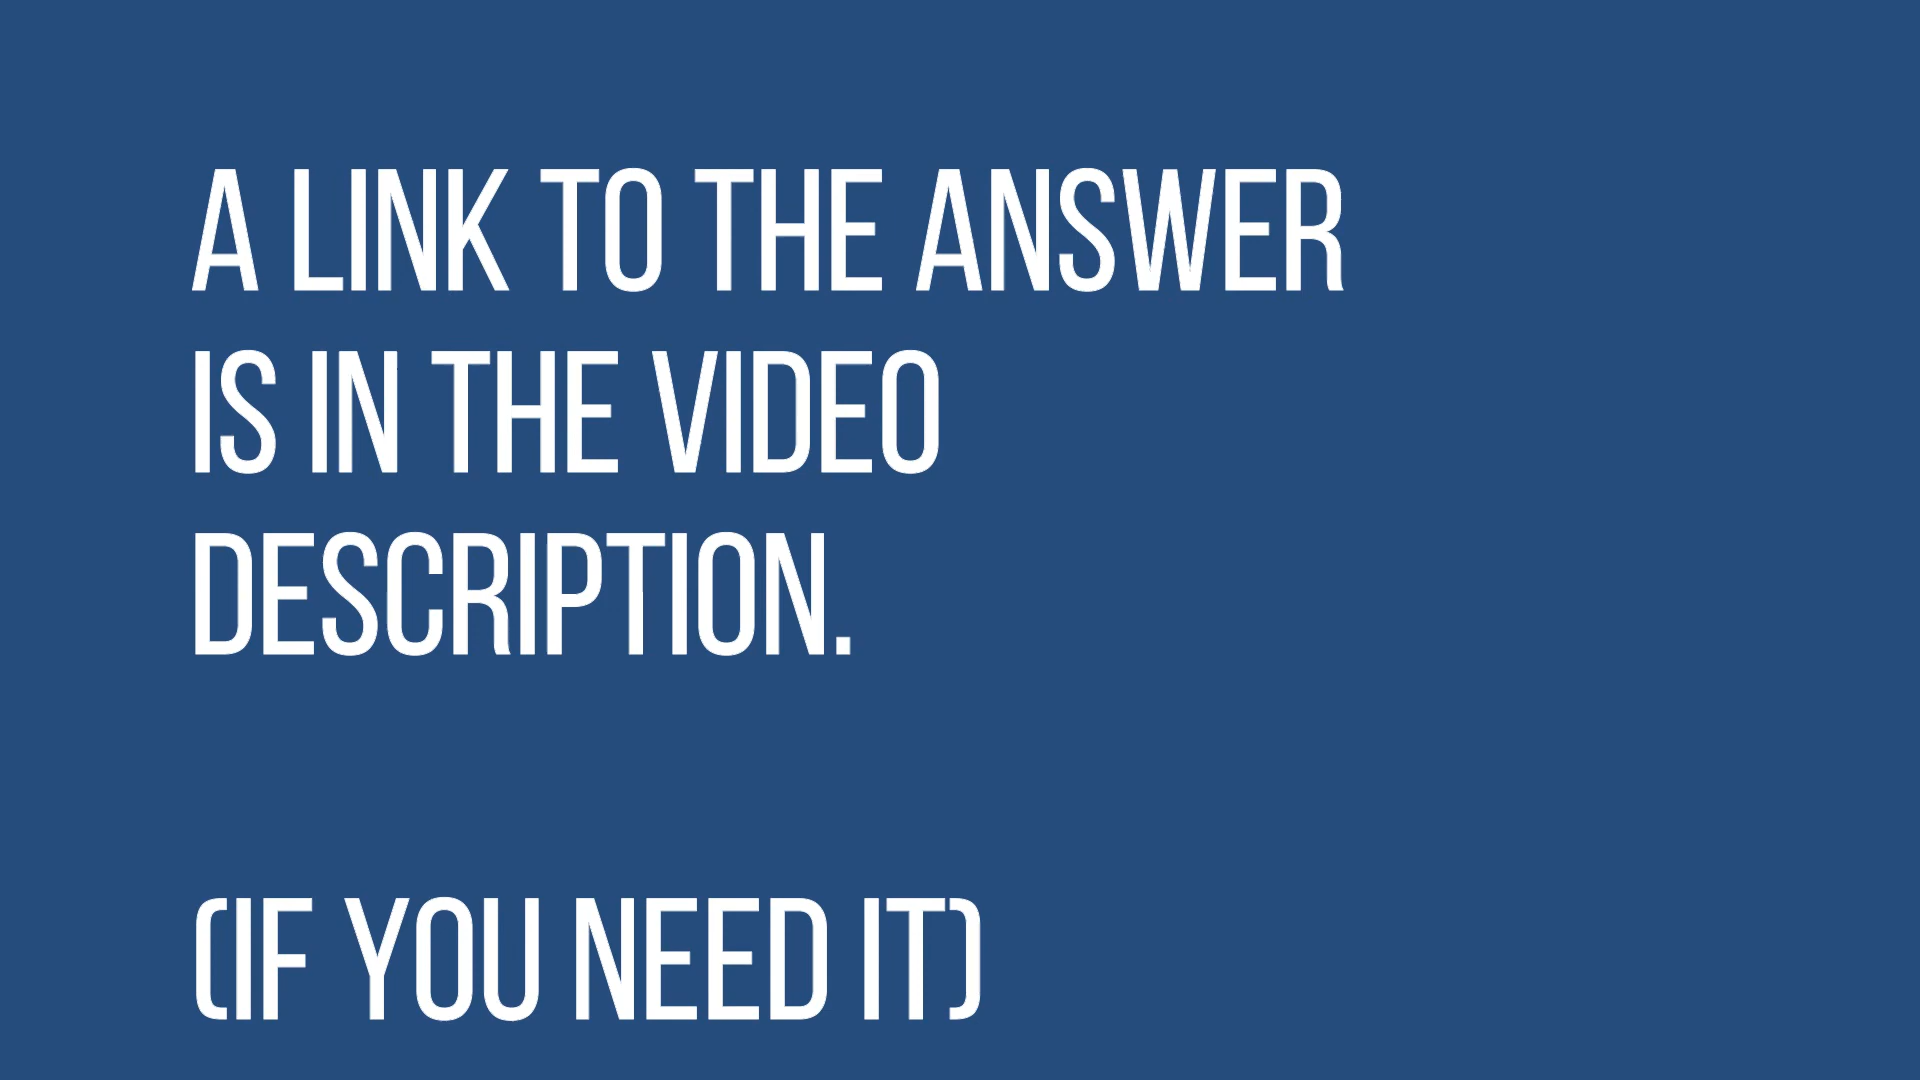 A LINK TO THE ANSWER
IS IN THE VIDEO
DESCRIPTION.
(IF YOU NEED IT)